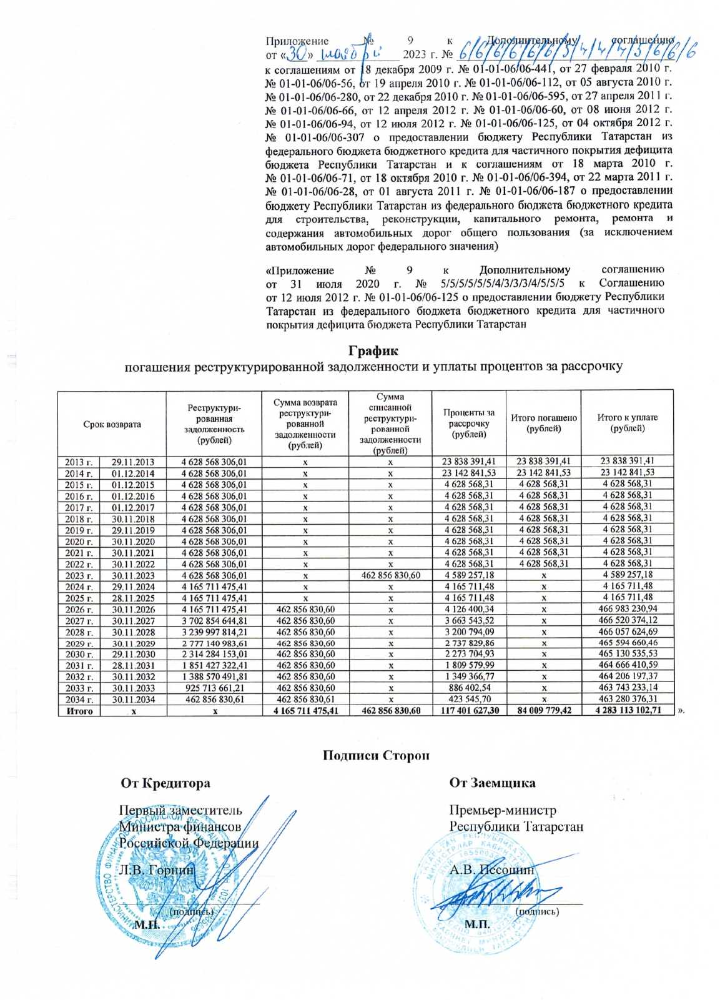 Приложение № 9 к Дополнительному соглашению
от «30» ноября 2023 г. № 6/6/6/6/6/6/5/4/4/4/5/6/6/6
к соглашениям от 18 декабря 2009 г. № 01-01-06/06-441, от 27 февраля 2010 г.
№ 01-01-06/06-56, от 19 апреля 2010 г. № 01-01-06/06-112, от 05 августа 2010 г.
№ 01-01-06/06-280, от 22 декабря 2010 г. № 01-01-06/06-595, от 27 апреля 2011 г.
№ 01-01-06/06-66, от 12 апреля 2012 г. № 01-01-06/06-60, от 08 июня 2012 г.
№ 01-01-06/06-94, от 12 июля 2012 г. № 01-01-06/06-125, от 04 октября 2012 г.
№ 01-01-06/06-307 о предоставлении бюджету Республики Татарстан из
федерального бюджета бюджетного кредита для частичного покрытия дефицита
бюджета Республики Татарстан и к соглашениям от 18 марта 2010 г.
№ 01-01-06/06-71, от 18 октября 2010 г. № 01-01-06/06-394, от 22 марта 2011 г.
№ 01-01-06/06-28, от 01 августа 2011 г. № 01-01-06/06-187 о предоставлении
бюджету Республики Татарстан из федерального бюджета бюджетного кредита
для строительства, реконструкции, капитального ремонта, ремонта и
содержания автомобильных дорог общего пользования (за исключением
автомобильных дорог федерального значения)
«Приложение № 9 к Дополнительному соглашению
от 31 июля 2020 г. № 5/5/5/5/5/5/4/3/3/3/4/5/5/5 к Соглашению
от 12 июля 2012 г. № 01-01-06/06-125 о предоставлении бюджету Республики
Татарстан из федерального бюджета бюджетного кредита для частичного
покрытия дефицита бюджета Республики Татарстан
График
погашения реструктурированной задолженности и уплаты процентов за рассрочку
Срок возврата
Реструктури-
рованная
задолженность
(рублей)
Сумма возврата
реструктури-
рованной
задолженности
(рублей)
Сумма
списанной
реструктури-
рованной
задолженности
(рублей)
Проценты за
рассрочку
(рублей)
Итого погашено
(рублей)
Итого к уплате
(рублей)
2013 г. 29.11.2013 4 628 568 306,01 х х 23 838 391,41 23 838 391,41 23 838 391,41
2014 г. 01.12.2014 4 628 568 306,01 х х 23 142 841,53 23 142 841,53 23 142 841,53
2015 г. 01.12.2015 4 628 568 306,01 х х 4 628 568,31 4 628 568,31 4 628 568,31
2016 г. 01.12.2016 4 628 568 306,01 х х 4 628 568,31 4 628 568,31 4 628 568,31
2017 г. 01.12.2017 4 628 568 306,01 х х 4 628 568,31 4 628 568,31 4 628 568,31
2018 г. 30.11.2018 4 628 568 306,01 х х 4 628 568,31 4 628 568,31 4 628 568,31
2019 г. 29.11.2019 4 628 568 306,01 х х 4 628 568,31 4 628 568,31 4 628 568,31
2020 г. 30.11.2020 4 628 568 306,01 х х 4 628 568,31 4 628 568,31 4 628 568,31
2021 г. 30.11.2021 4 628 568 306,01 х х 4 628 568,31 4 628 568,31 4 628 568,31
2022 г. 30.11.2022 4 628 568 306,01 х х 4 628 568,31 4 628 568,31 4 628 568,31
2023 г. 30.11.2023 4 628 568 306,01 х 462 856 830,60 4 589 257,18 х 4 589 257,18
2024 г. 29.11.2024 4 165 711 475,41 х х 4 165 711,48 х 4 165 711,48
2025 г. 28.11.2025 4 165 711 475,41 х х 4 165 711,48 х 4 165 711,48
2026 г. 30.11.2026 4 165 711 475,41 462 856 830,60 х 4 126 400,34 х 466 983 230,94
2027 г. 30.11.2027 3 702 854 644,81 462 856 830,60 х 3 663 543,52 х 466 520 374,12
2028 г. 30.11.2028 3 239 997 814,21 462 856 830,60 х 3 200 794,09 х 466 057 624,69
2029 г. 30.11.2029 2 777 140 983,61 462 856 830,60 х 2 737 829,86 х 465 594 660,46
2030 г. 29.11.2030 2 314 284 153,01 462 856 830,60 х 2 273 704,93 х 465 130 535,53
2031 г. 28.11.2031 1 851 427 322,41 462 856 830,60 х 1 809 579,99 х 464 666 410,59
2032 г. 30.11.2032 1 388 570 491,81 462 856 830,60 х 1 349 366,77 х 464 206 197,37
2033 г. 30.11.2033 925 713 661,21 462 856 830,60 х 886 402,54 х 463 743 233,14
2034 г. 30.11.2034 462 856 830,61 462 856 830,61 х 423 545,70 х 463 280 376,31
Итого х х 4 165 711 475,41 462 856 830,60 117 401 627,30 84 009 779,42 4 283 113 102,71 ».
Подписи Сторон
От Кредитора
Первый заместитель
Министра финансов
Российской Федерации
Л.В. Горнин
(подпись)
М.П.
От Заемщика
Премьер-министр
Республики Татарстан
А.В. Песошин
(подпись)
М.П.